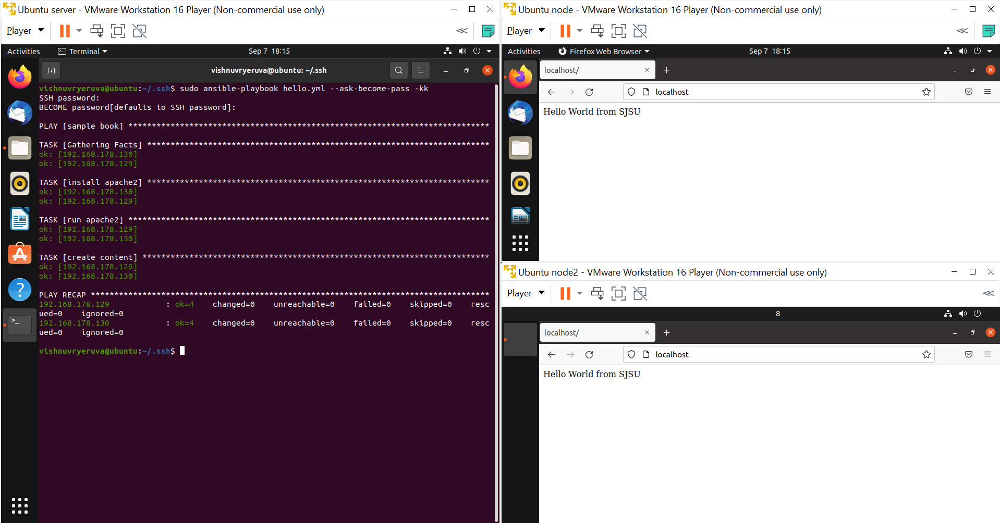 Ubuntu server - VMware Workstation 16 Player (Non-commercial use only)
Player
Activities Terminal Sep 7 18:15
vishnuvryeruva@ubuntu: ~/.ssh
vishnuvryeruva@ubuntu:~/.ssh$ sudo ansible-playbook hello.yml --ask-become-pass -kk
SSH password:
BECOME password[defaults to SSH password]:
PLAY [sample book] *****************************************************************************
TASK [Gathering Facts] *************************************************************************
ok: [192.168.178.130]
ok: [192.168.178.129]
TASK [install apache2] *************************************************************************
ok: [192.168.178.130]
ok: [192.168.178.129]
TASK [run apache2] *****************************************************************************
ok: [192.168.178.129]
ok: [192.168.178.130]
TASK [create content] **************************************************************************
ok: [192.168.178.129]
ok: [192.168.178.130]
PLAY RECAP *************************************************************************************
192.168.178.129            : ok=4    changed=0    unreachable=0    failed=0    skipped=0    resc
ued=0    ignored=0
192.168.178.130            : ok=4    changed=0    unreachable=0    failed=0    skipped=0    resc
ued=0    ignored=0
vishnuvryeruva@ubuntu:~/.ssh$
Ubuntu node - VMware Workstation 16 Player (Non-commercial use only)
Player
Activities Firefox Web Browser Sep 7 18:15
localhost/
localhost
Hello World from SJSU
Ubuntu node2 - VMware Workstation 16 Player (Non-commercial use only)
Player
8
localhost/
localhost
Hello World from SJSU